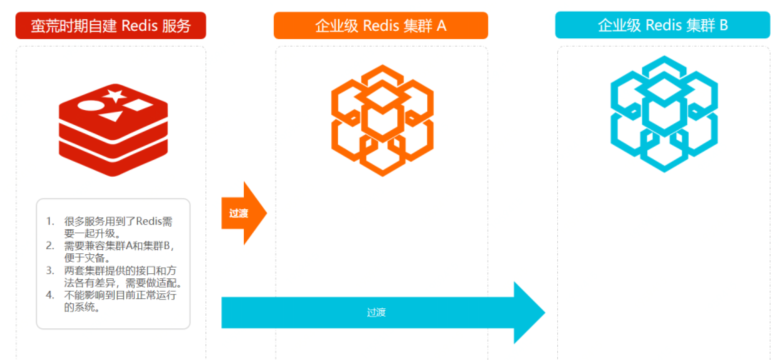 蛮荒时期自建 Redis 服务
企业级 Redis 集群 A
企业级 Redis 集群 B
1. 很多服务用到了Redis需
要一起升级。
2. 需要兼容集群A和集群B，
便于灾备。
3. 两套集群提供的接口和方
法各有差异，需要做适配。
4. 不能影响到目前正常运行
的系统。
过渡
过渡